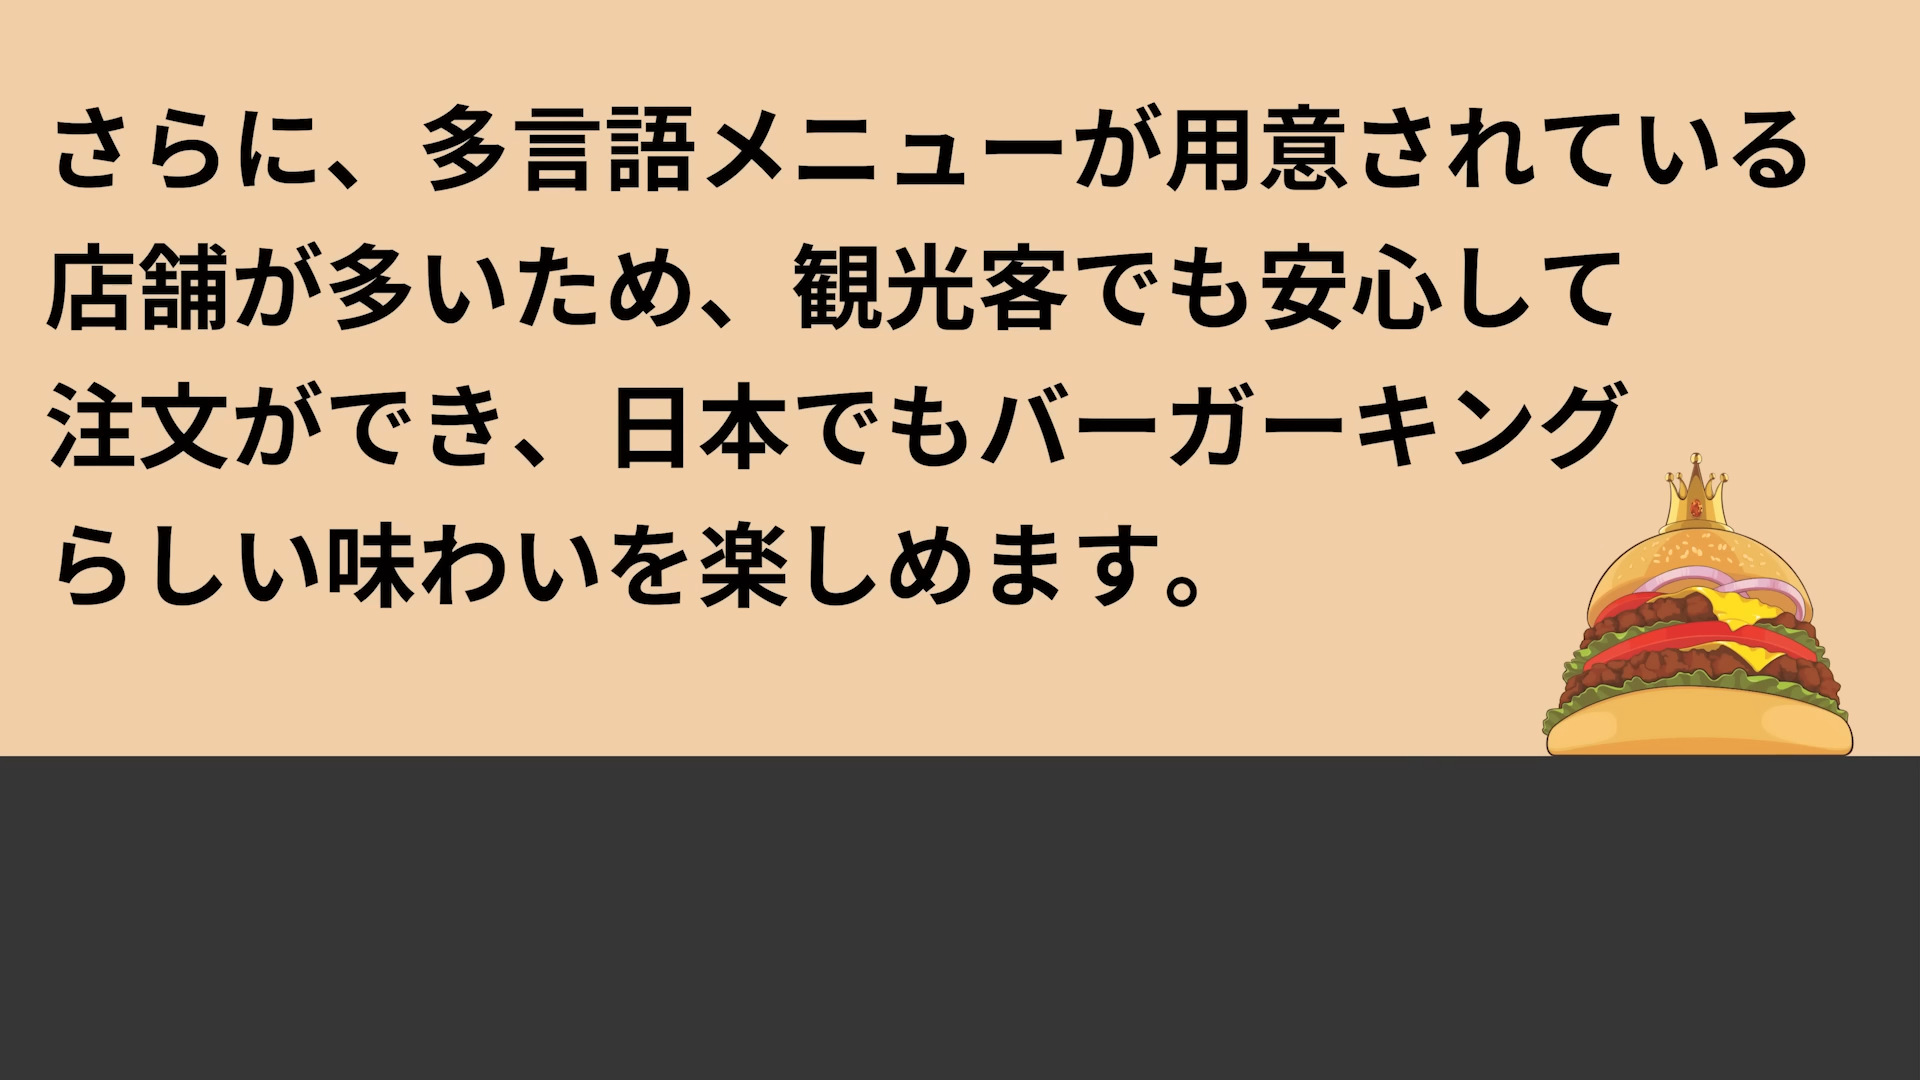 さらに、多言語メニューが用意されている
店舗が多いため、観光客でも安心して
注文ができ、日本でもバーガーキング
らしい味わいを楽しめます。